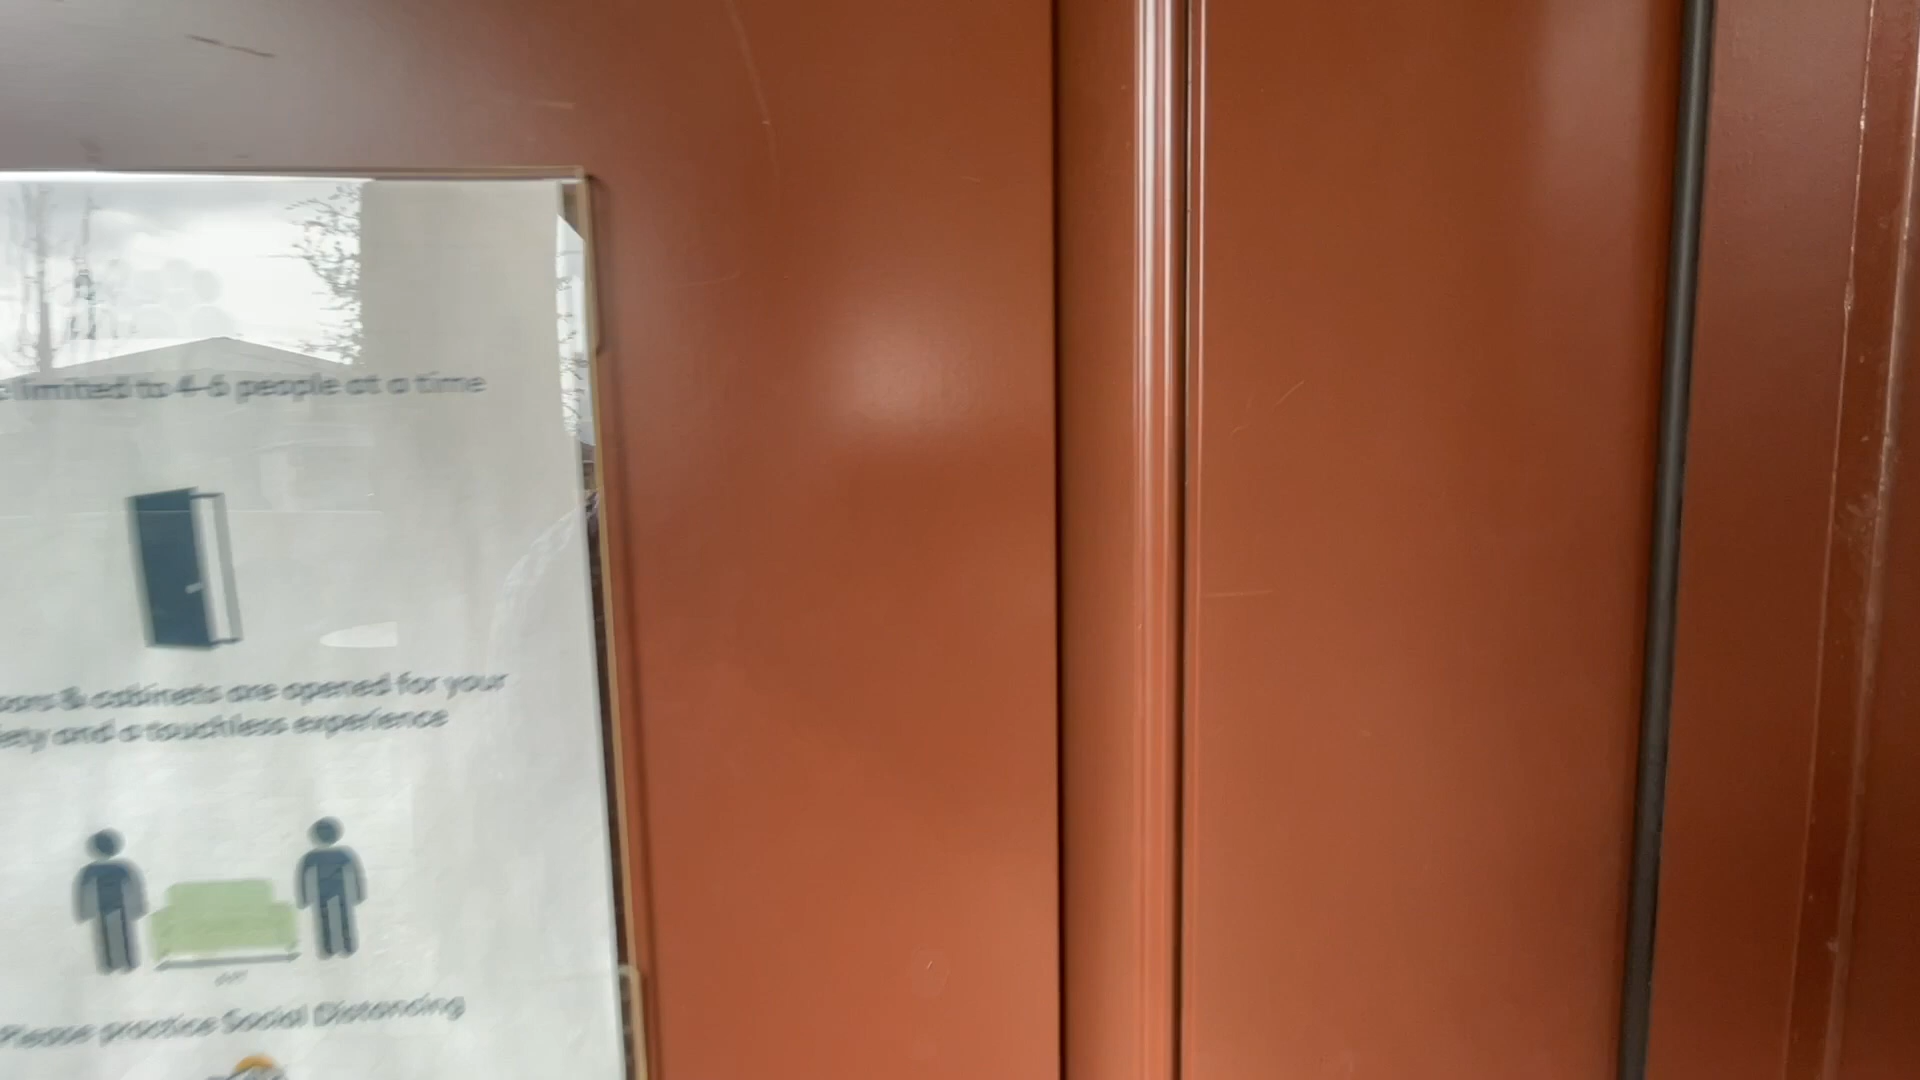 limited to 4-6 people at a time
& cabinets are opened for your
and a touchless experience
6ft
Please practice Social Distancing